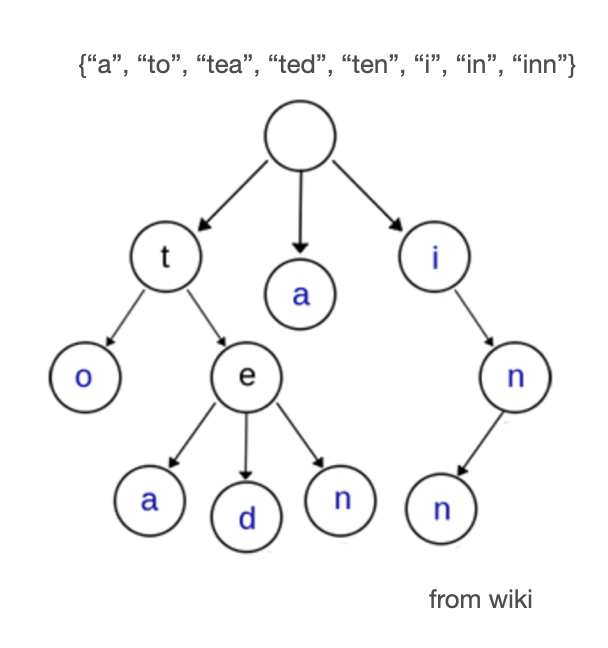 {“a”, “to”, “tea”, “ted”, “ten”, “i”, “in”, “inn”}
t
a
i
o
e
n
a
d
n
n
from wiki